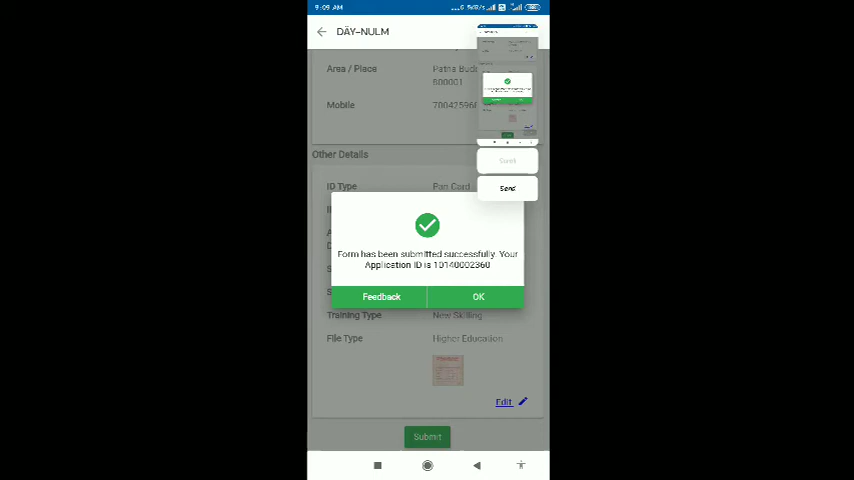 9:09 AM
DAY-NULM
Area / Place
Patna Bud
800001
Mobile
Other Details
ID Type
Pan Card
Send
Form has been submitted successfully. Your
Application ID is 10140002360
Feedback
OK
Training Type
New Skilling
File Type
Higher Education
Edit
Submit